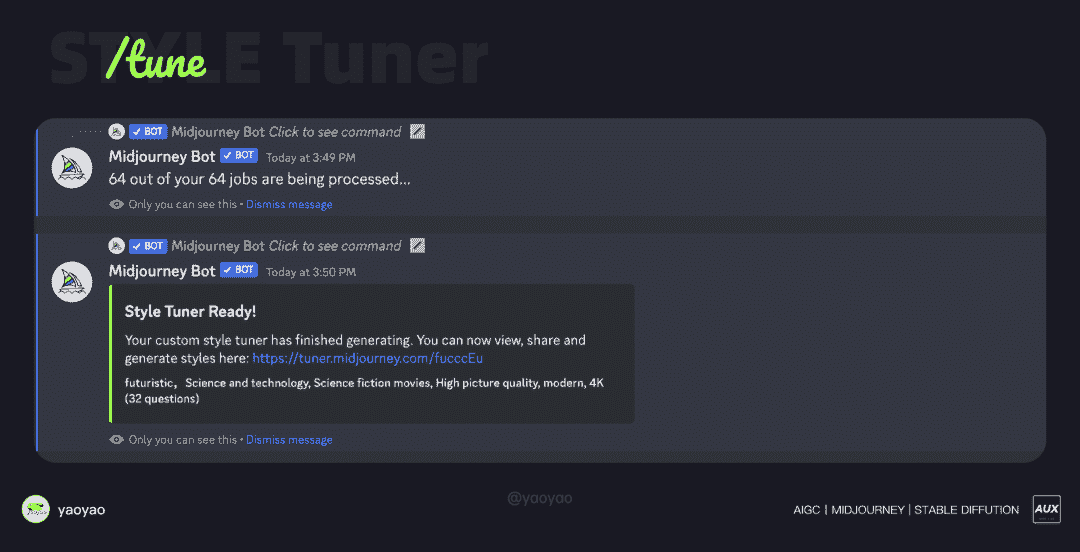 STYLE Tuner
/tune
BOT Midjourney Bot Click to see command
Midjourney Bot BOT Today at 3:49 PM
64 out of your 64 jobs are being processed...
Only you can see this • Dismiss message
BOT Midjourney Bot Click to see command
Midjourney Bot BOT Today at 3:50 PM
Style Tuner Ready!
Your custom style tuner has finished generating. You can now view, share and
generate styles here: https://tuner.midjourney.com/fucccEu
futuristic，Science and technology, Science fiction movies, High picture quality, modern, 4K
(32 questions)
Only you can see this • Dismiss message
@yaoyao
yaoyao
AIGC | MIDJOURNEY | STABLE DIFFUTION
AUX